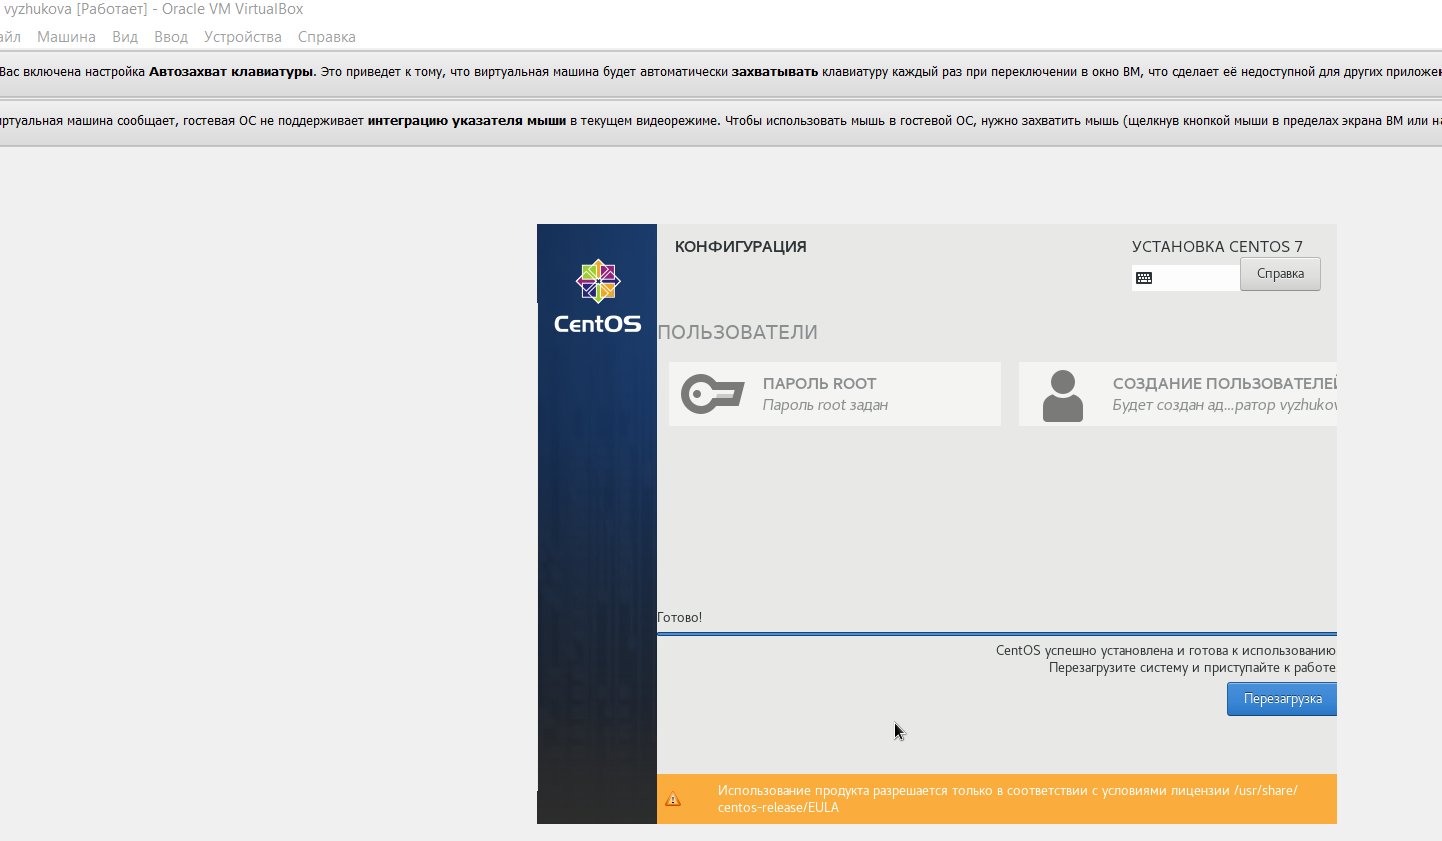 vyzhukova [Работает] - Oracle VM VirtualBox
айл Машина Вид Ввод Устройства Справка
Вас включена настройка Автозахват клавиатуры. Это приведет к тому, что виртуальная машина будет автоматически захватывать клавиатуру каждый раз при переключении в окно ВМ, что сделает её недоступной для других приложен
иртуальная машина сообщает, гостевая ОС не поддерживает интеграцию указателя мыши в текущем видеорежиме. Чтобы использовать мышь в гостевой ОС, нужно захватить мышь (щелкнув кнопкой мыши в пределах экрана ВМ или на
CentOS
КОНФИГУРАЦИЯ
УСТАНОВКА CENTOS 7
Справка
ПОЛЬЗОВАТЕЛИ
ПАРОЛЬ ROOT
Пароль root задан
СОЗДАНИЕ ПОЛЬЗОВАТЕЛЕЙ
Будет создан ад...ратор vyzhukov
Готово!
CentOS успешно установлена и готова к использованию
Перезагрузите систему и приступайте к работе
Перезагрузка
Использование продукта разрешается только в соответствии с условиями лицензии /usr/share/
centos-release/EULA